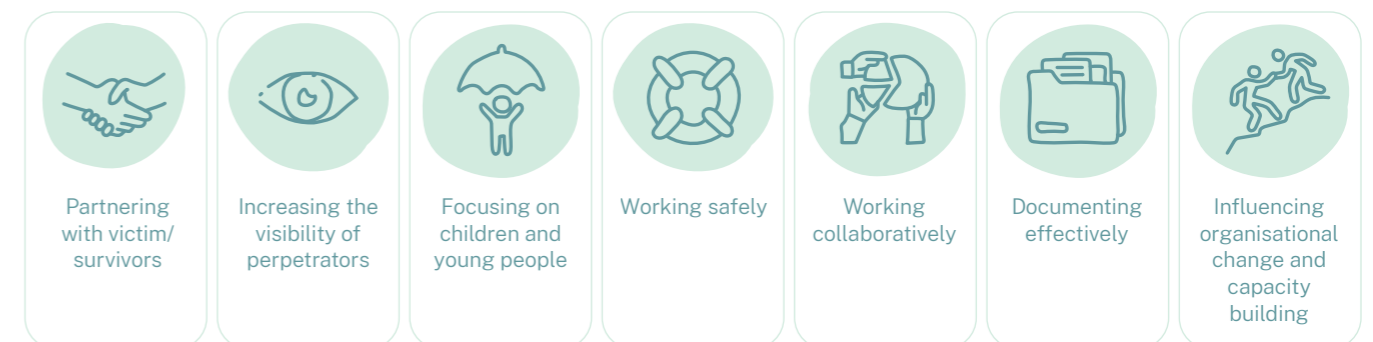 Partnering
with victim/
survivors
Increasing the
visibility of
perpetrators
Focusing on
children and
young people
Working safely
Working
collaboratively
Documenting
effectively
Influencing
organisational
change and
capacity
building